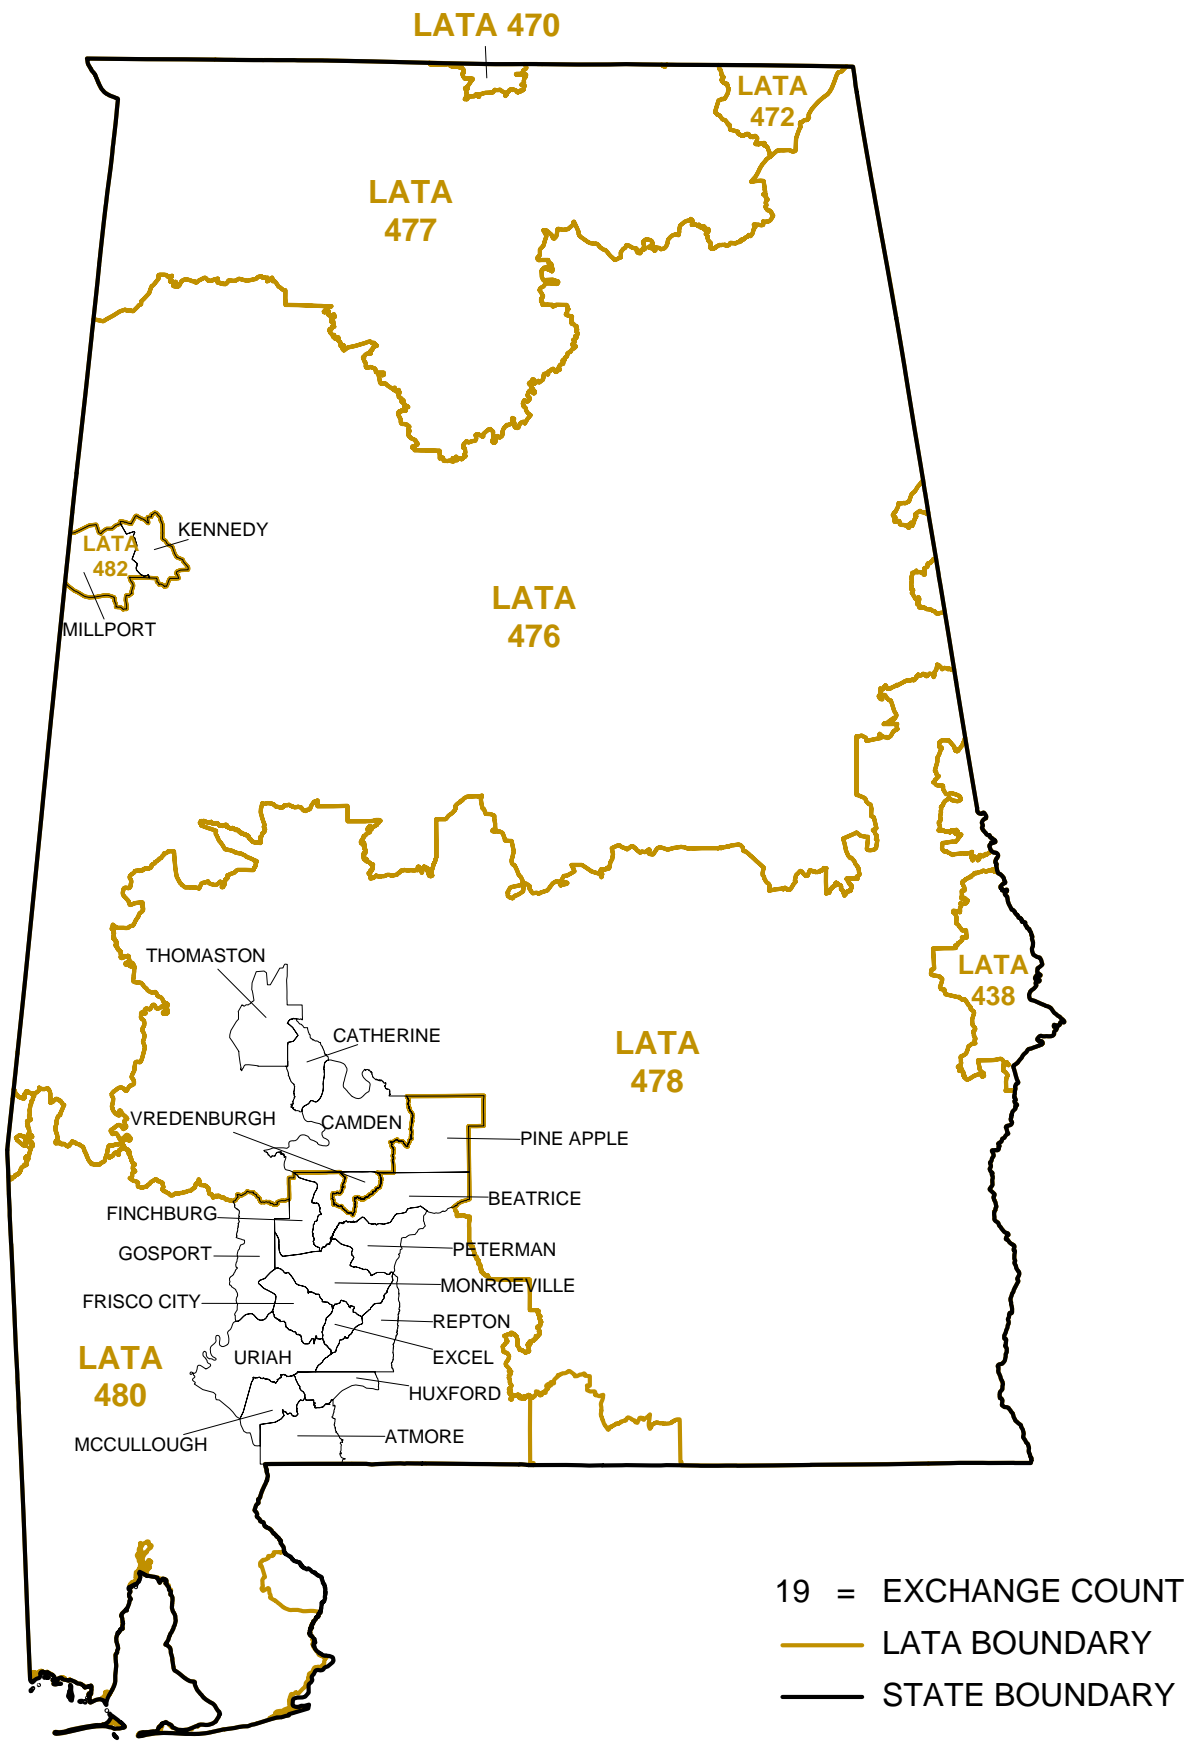 LATA 470
LATA
472
LATA
477
KENNEDY
LATA
482
MILLPORT
LATA
476
THOMASTON
LATA
438
CATHERINE
LATA
478
VREDENBURGH
CAMDEN
PINE APPLE
BEATRICE
FINCHBURG
GOSPORT
PETERMAN
MONROEVILLE
FRISCO CITY
REPTON
URIAH
EXCEL
LATA
480
HUXFORD
MCCULLOUGH
ATMORE
19 = EXCHANGE COUNT
LATA BOUNDARY
STATE BOUNDARY